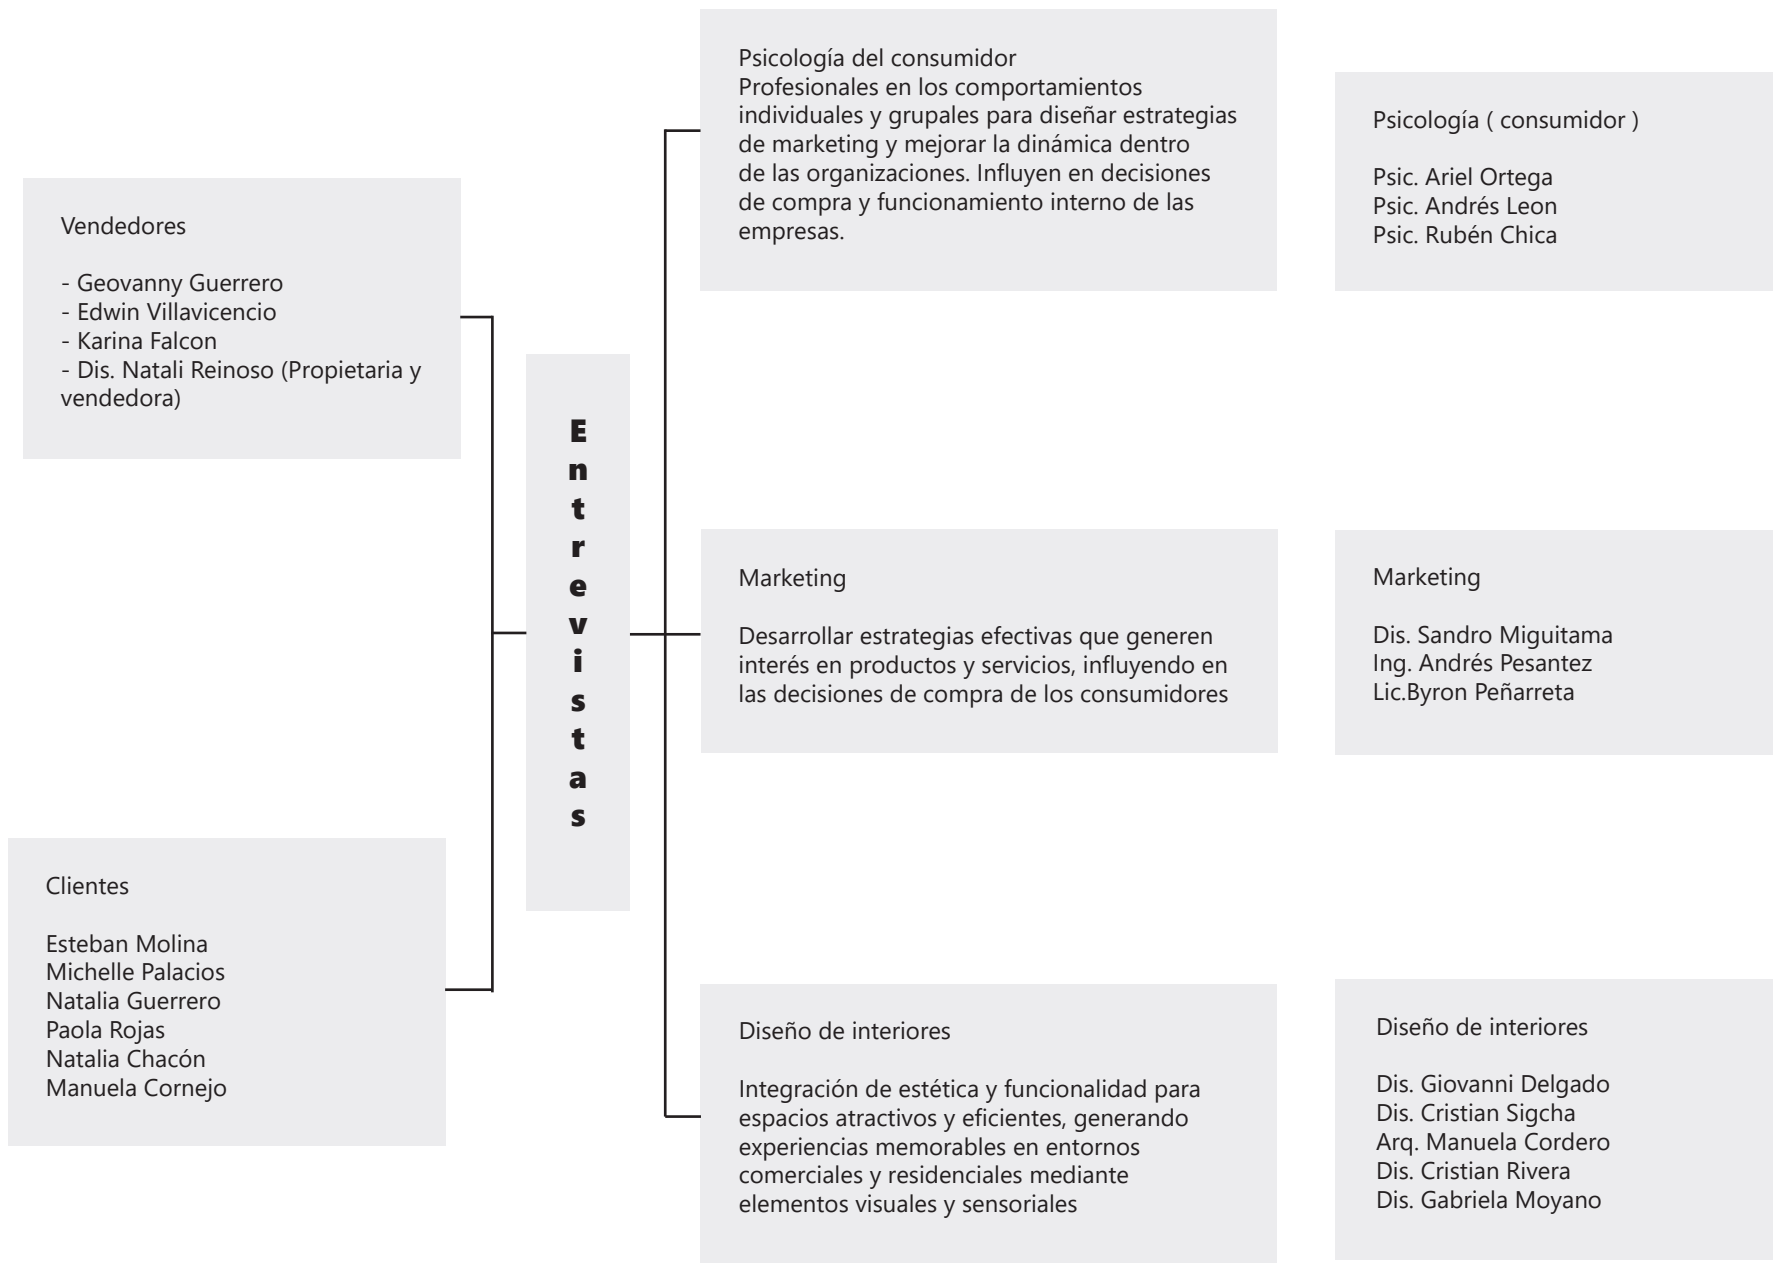 Vendedores
- Geovanny Guerrero
- Edwin Villavicencio
- Karina Falcon
- Dis. Natali Reinoso (Propietaria y
vendedora)
Clientes
Esteban Molina
Michelle Palacios
Natalia Guerrero
Paola Rojas
Natalia Chacón
Manuela Cornejo
Entrevistas
Psicología del consumidor
Profesionales en los comportamientos
individuales y grupales para diseñar estrategias
de marketing y mejorar la dinámica dentro
de las organizaciones. Influyen en decisiones
de compra y funcionamiento interno de las
empresas.
Psicología ( consumidor )
Psic. Ariel Ortega
Psic. Andrés Leon
Psic. Rubén Chica
Marketing
Desarrollar estrategias efectivas que generen
interés en productos y servicios, influyendo en
las decisiones de compra de los consumidores
Marketing
Dis. Sandro Miguitama
Ing. Andrés Pesantez
Lic.Byron Peñarreta
Diseño de interiores
Integración de estética y funcionalidad para
espacios atractivos y eficientes, generando
experiencias memorables en entornos
comerciales y residenciales mediante
elementos visuales y sensoriales
Diseño de interiores
Dis. Giovanni Delgado
Dis. Cristian Sigcha
Arq. Manuela Cordero
Dis. Cristian Rivera
Dis. Gabriela Moyano